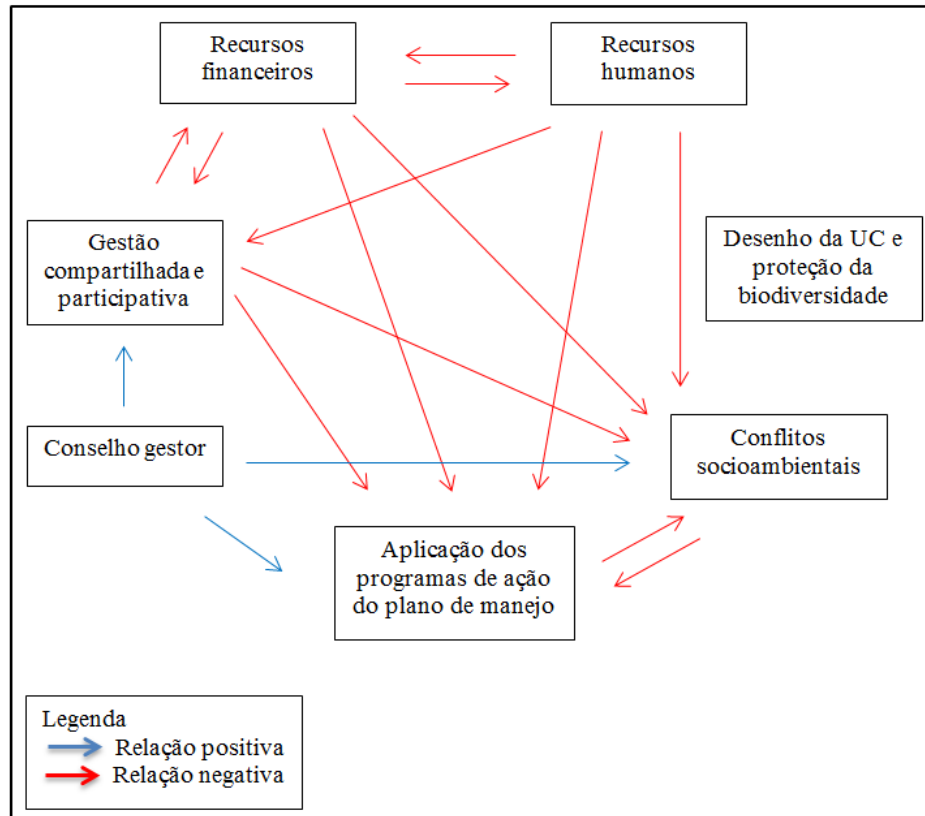 Recursos
financeiros
Recursos
humanos
Gestão
compartilhada e
participativa
Desenho da UC e
proteção da
biodiversidade
Conselho gestor
Conflitos
socioambientais
Aplicação dos
programas de ação
do plano de manejo
Legenda
Relação positiva
Relação negativa